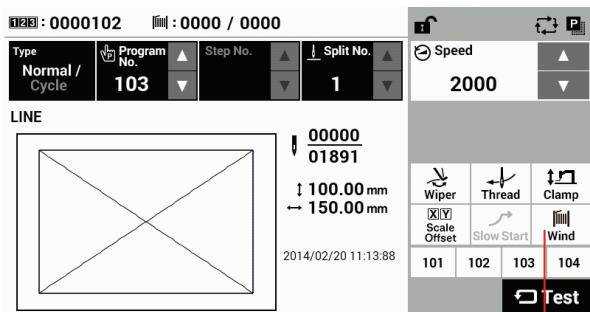 123 : 0000102 : 0000 / 0000
Type
Normal /
Cycle
Program
No.
103
Step No.
Split No.
1
P
Speed
2000
LINE
00000
01891
100.00 mm
150.00 mm
2014/02/20 11:13:88
Wiper
Thread
Clamp
XY
Scale
Offset
Slow Start
Wind
101 102 103 104
Test